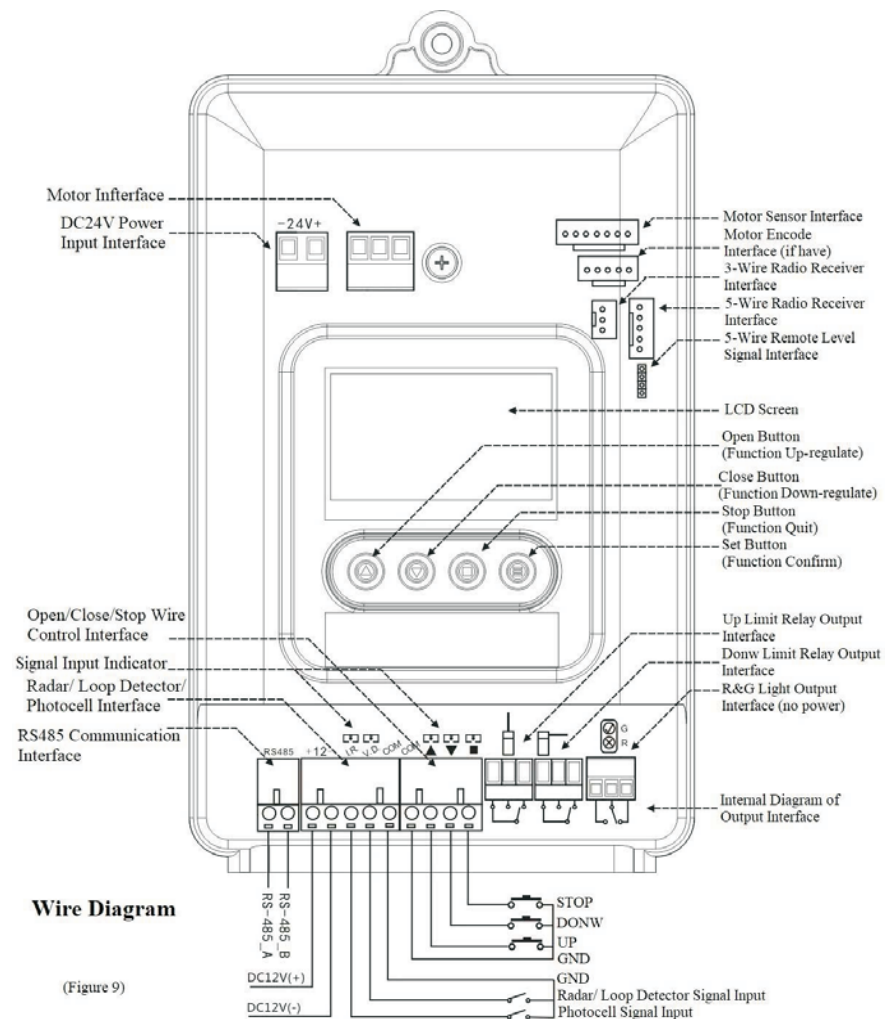 Motor Infterface
DC24V Power
Input Interface
-24V+
Motor Sensor Interface
Motor Encode
Interface (if have)
3-Wire Radio Receiver
Interface
5-Wire Radio Receiver
Interface
5-Wire Remote Level
Signal Interface
LCD Screen
Open Button
(Function Up-regulate)
Close Button
(Function Down-regulate)
Stop Button
(Function Quit)
Set Button
(Function Confirm)
Open/Close/Stop Wire
Control Interface
Signal Input Indicator
Radar/ Loop Detector/
Photocell Interface
RS485 Communication
Interface
Up Limit Relay Output
Interface
Donw Limit Relay Output
Interface
R&G Light Output
Interface (no power)
Internal Diagram of
Output Interface
RS485
+12-
I.R.
V.D.
COM
COM
▲
▼
■
G
R
Wire Diagram
(Figure 9)
RS-485_A
RS-485_B
DC12V(+)
DC12V(-)
STOP
DONW
UP
GND
GND
Radar/ Loop Detector Signal Input
Photocell Signal Input